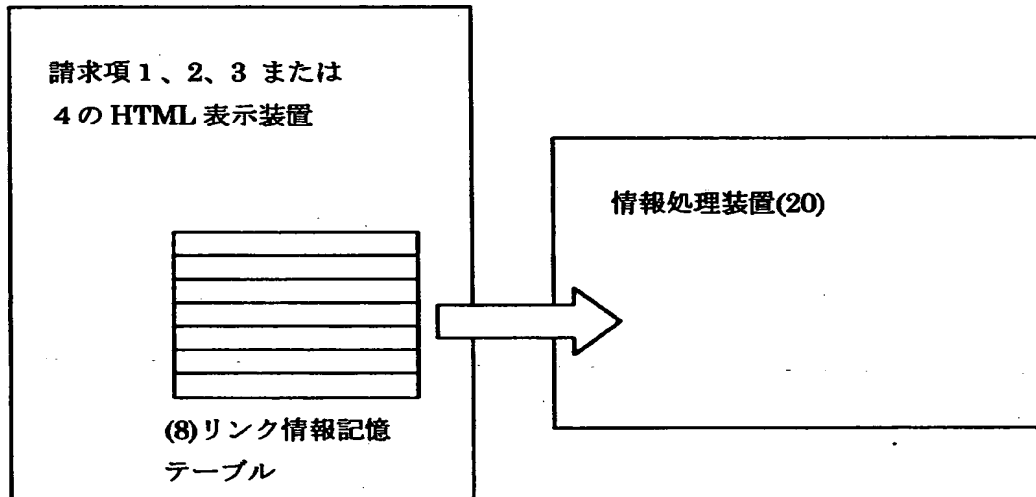 請求項1、2、3 または
4の HTML 表示装置
情報処理装置(20)
(8)リンク情報記憶
テーブル